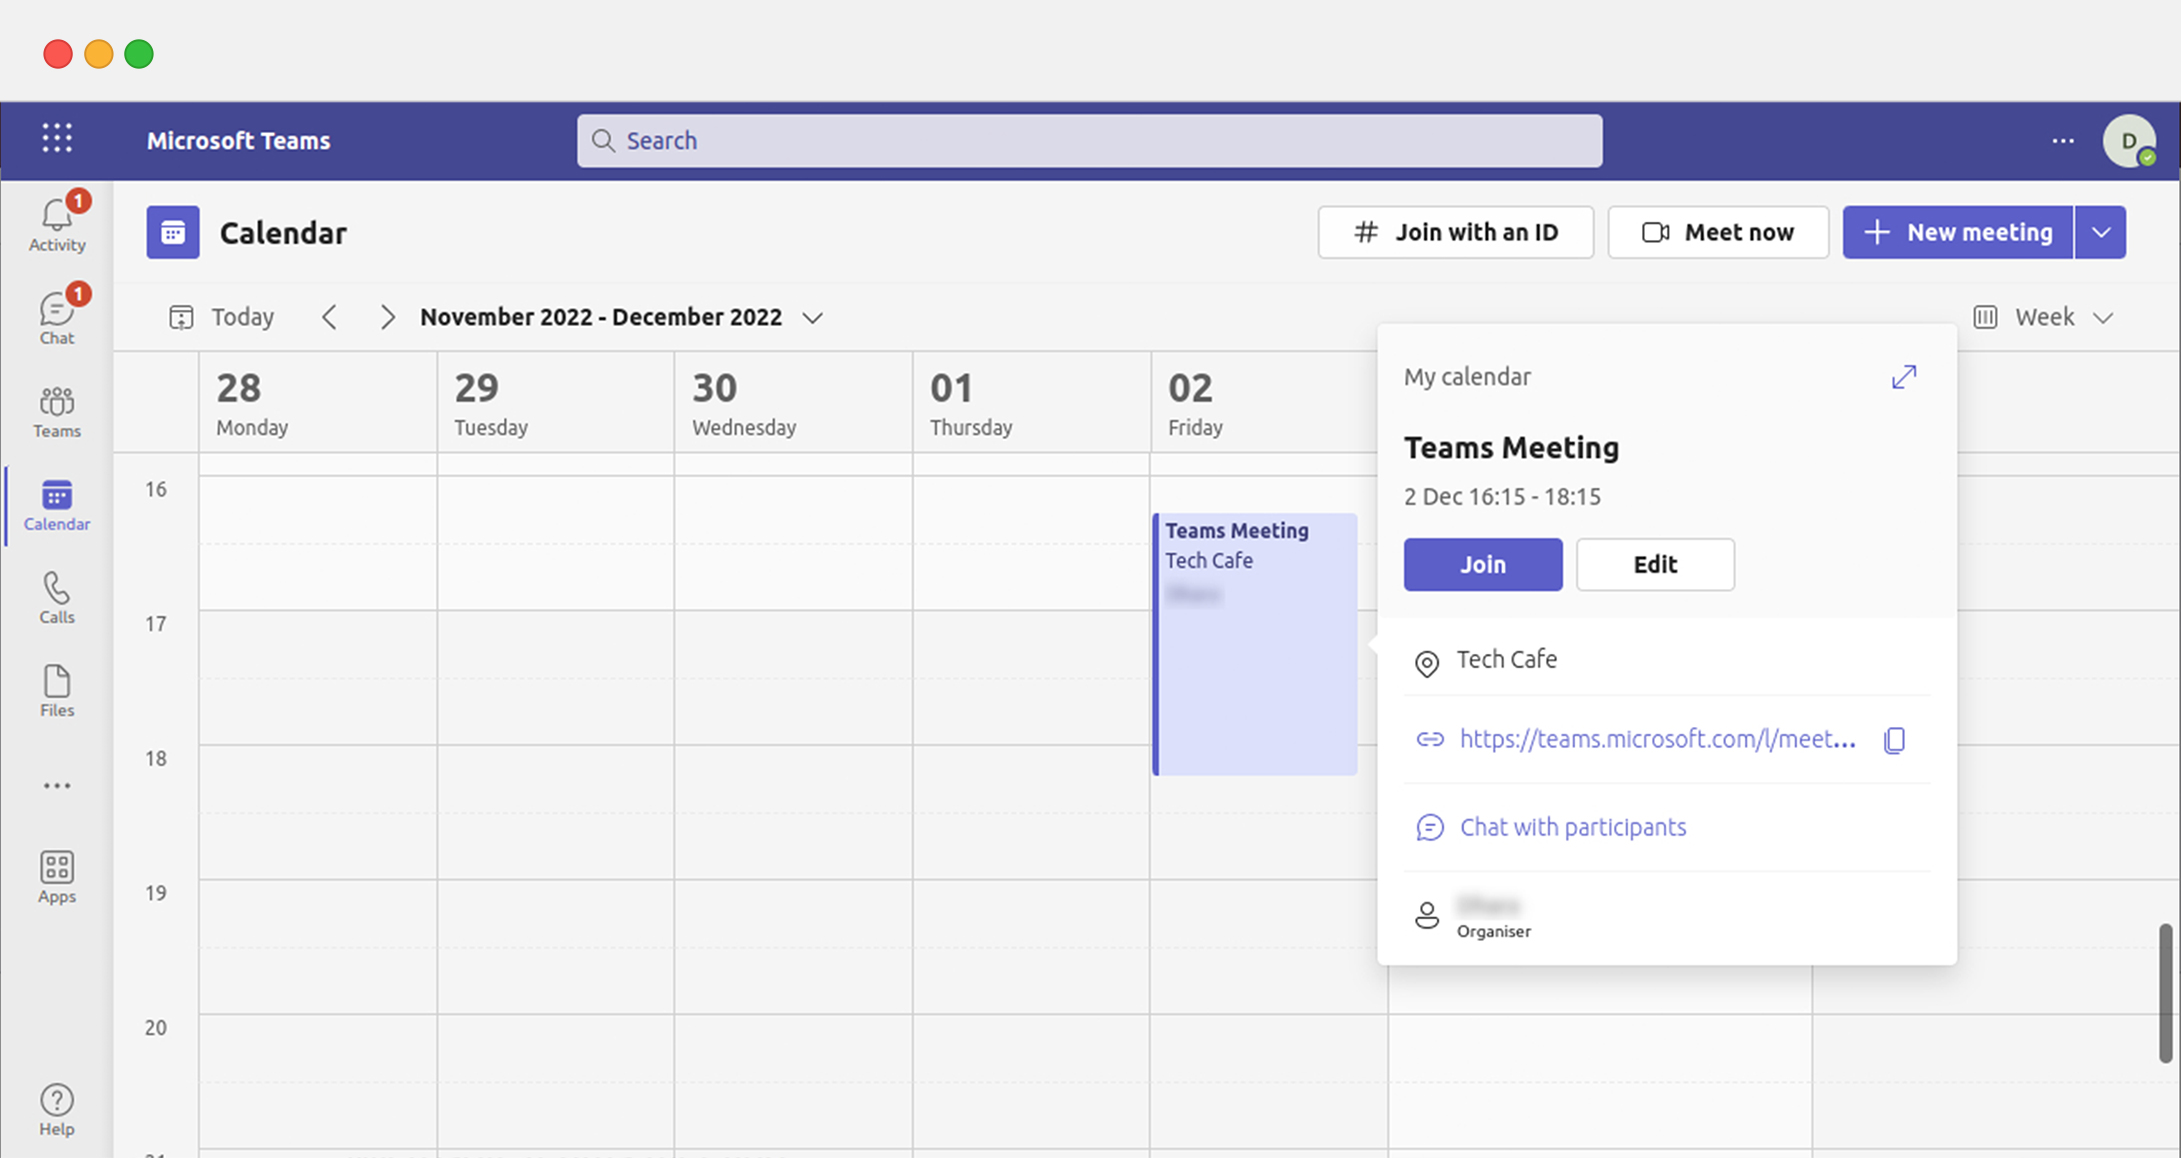 Microsoft Teams
Search
...
D
1
Activity
1
Chat
Teams
Calendar
Calls
Files
...
Apps
Help
Calendar
# Join with an ID
Meet now
+ New meeting
Today
November 2022 - December 2022
Week
28
Monday
29
Tuesday
30
Wednesday
01
Thursday
02
Friday
16
17
18
19
20
Teams Meeting
Tech Cafe
My calendar
Teams Meeting
2 Dec 16:15 - 18:15
Join
Edit
Tech Cafe
https://teams.microsoft.com/l/meet...
Chat with participants
Organiser